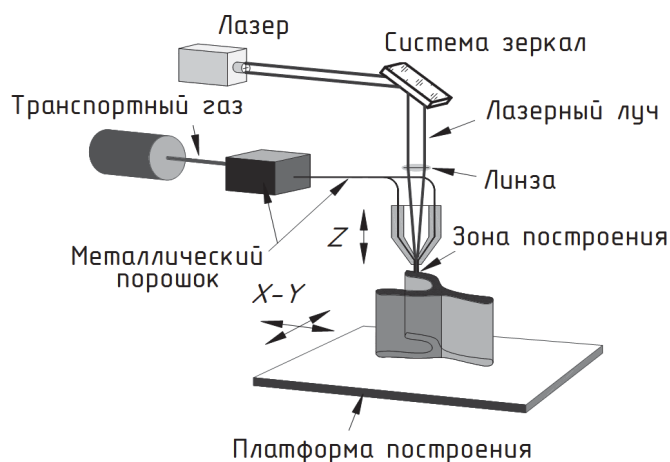 Лазер
Система зеркал
Транспортный газ
Лазерный луч
Линза
Металлический
порошок
Z
Зона построения
X-Y
Платформа построения